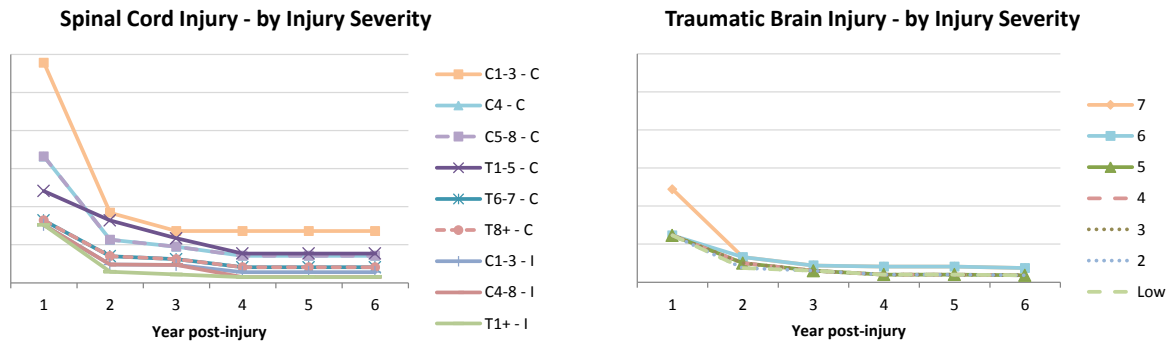 Spinal Cord Injury - by Injury Severity
1 2 3 4 5 6
Year post-injury
C1-3 - C
C4 - C
C5-8 - C
T1-5 - C
T6-7 - C
T8+ - C
C1-3 - I
C4-8 - I
T1+ - I
Traumatic Brain Injury - by Injury Severity
1 2 3 4 5 6
Year post-injury
7
6
5
4
3
2
Low